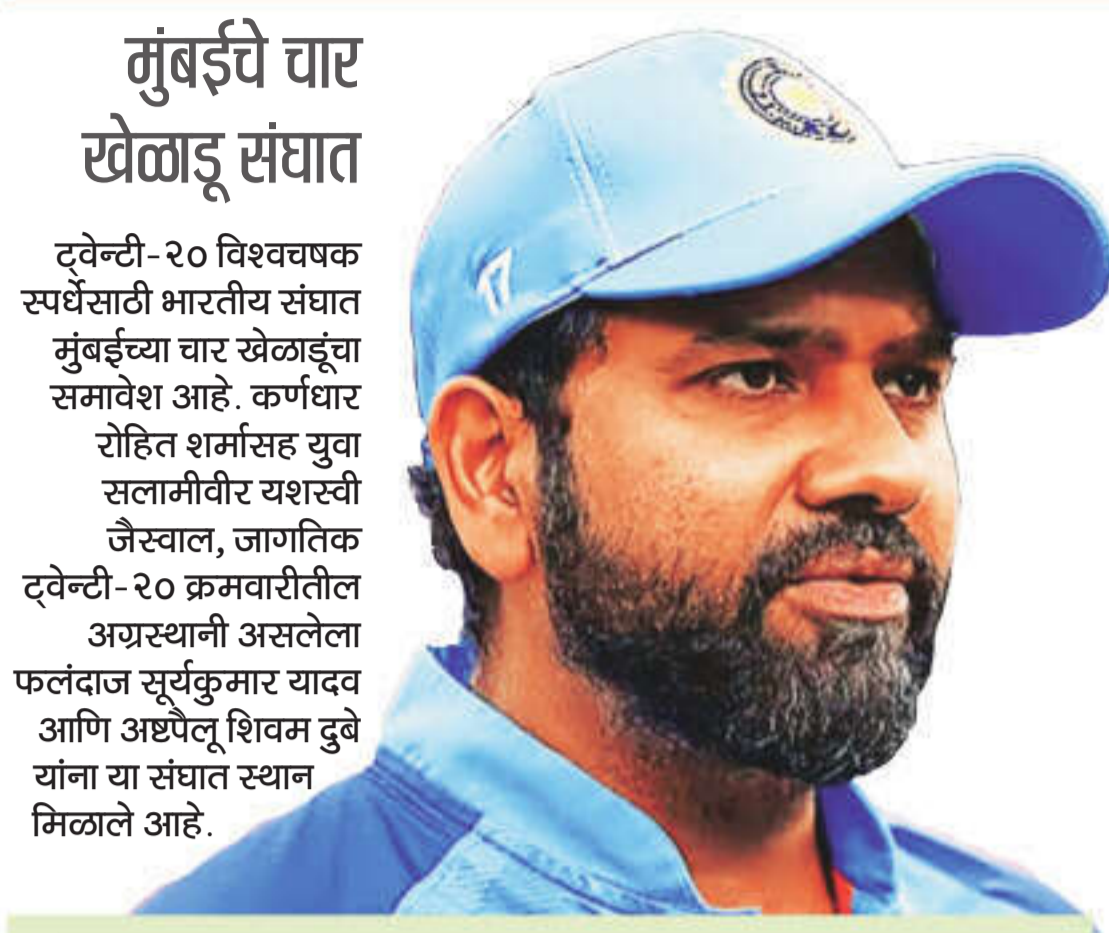 मुंबईचे चार
खेळाडू संघात
ट्वेन्टी-२० विश्वचषक
स्पर्धेसाठी भारतीय संघात
मुंबईच्या चार खेळाडूंचा
समावेश आहे. कर्णधार
रोहित शर्मासह युवा
सलामीवीर यशस्वी
जैस्वाल, जागतिक
ट्वेन्टी-२० क्रमवारीतील
अग्रस्थानी असलेला
फलंदाज सूर्यकुमार यादव
आणि अष्टपैलू शिवम दुबे
यांना या संघात स्थान
मिळाले आहे.